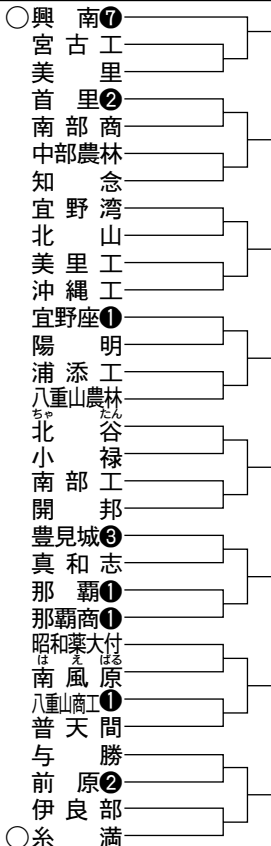 ○興南❼
宮古工
美里
首里❷
南部商
中部農林
知念
宜野湾
北山
美里工
沖縄工
宜野座❶
陽明
浦添工
八重山農林
ちゃたん
北谷
小禄
南部工
開邦
豊見城❸
真和志
那覇❶
那覇商❶
昭和薬大付
はえばる
南風原
八重山商工❶
普天間
与勝
前原❷
伊良部
○糸満